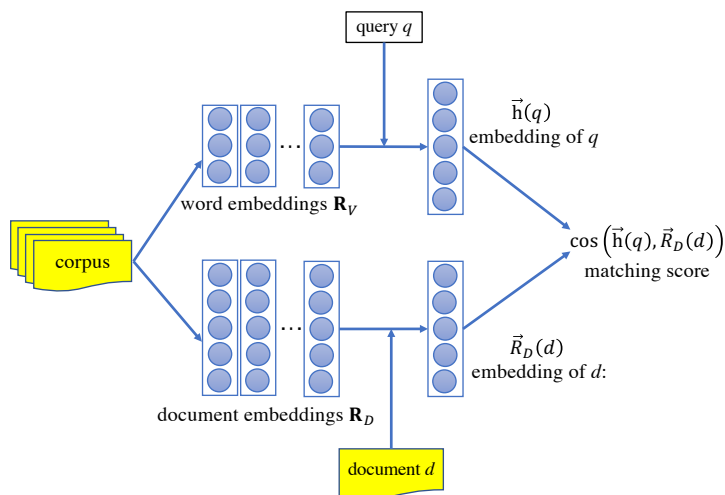 query q
h⃗(q)
embedding of q
⋯
word embeddings R_V
corpus
cos (h⃗(q), R⃗_D(d))
matching score
⋯
R⃗_D(d)
embedding of d:
document embeddings R_D
document d